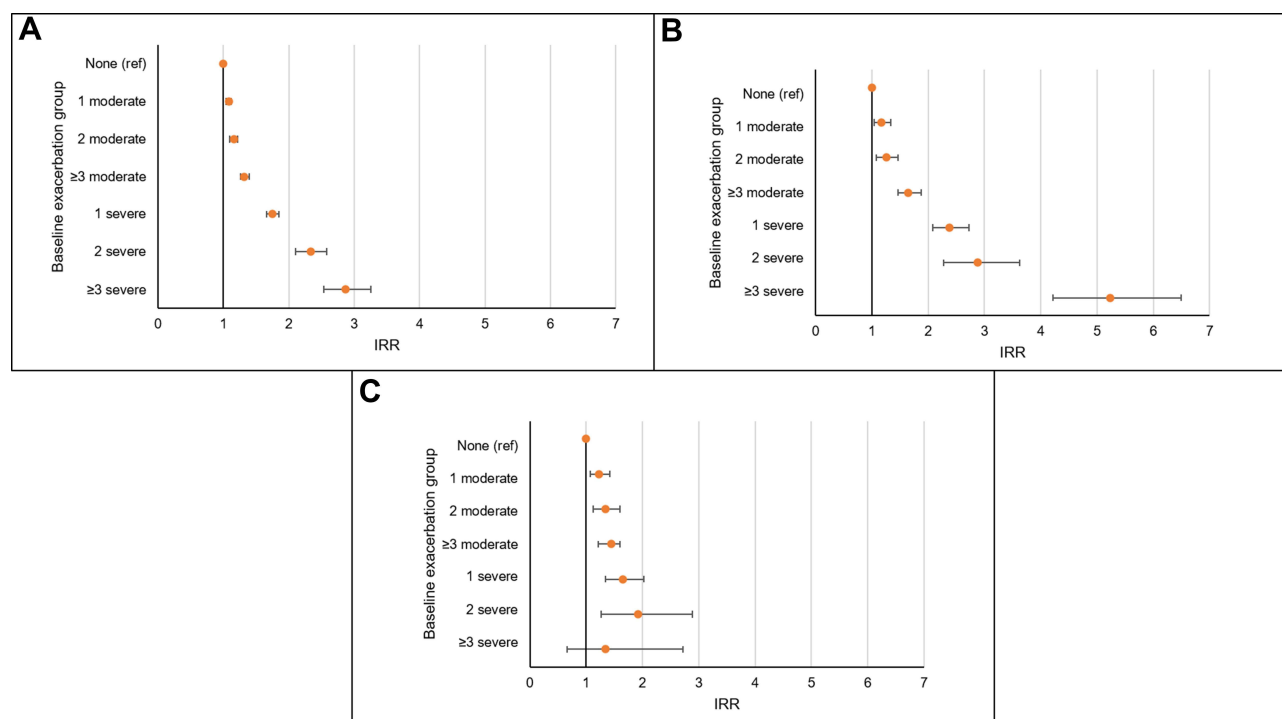 A
Baseline exacerbation group
None (ref)
1 moderate
2 moderate
≥3 moderate
1 severe
2 severe
≥3 severe
0 1 2 3 4 5 6 7
IRR
B
Baseline exacerbation group
None (ref)
1 moderate
2 moderate
≥3 moderate
1 severe
2 severe
≥3 severe
0 1 2 3 4 5 6 7
IRR
C
Baseline exacerbation group
None (ref)
1 moderate
2 moderate
≥3 moderate
1 severe
2 severe
≥3 severe
0 1 2 3 4 5 6 7
IRR